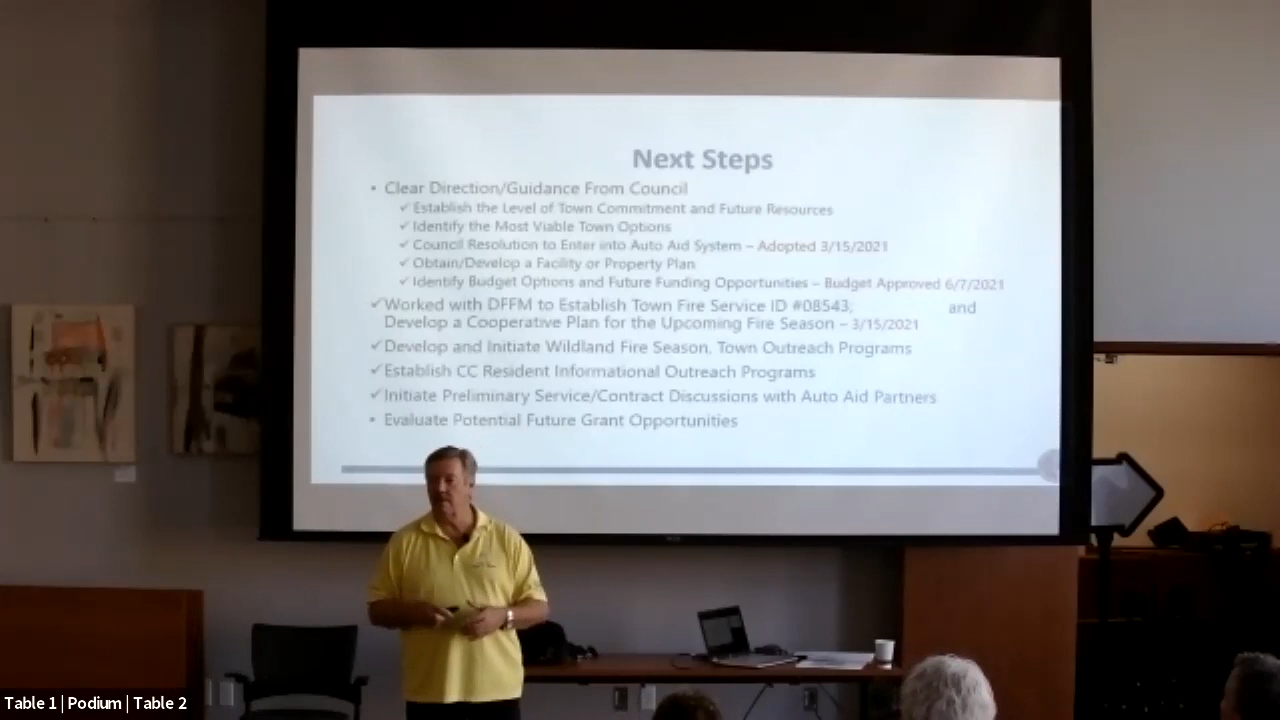 Next Steps
• Clear Direction/Guidance From Council
✓ Establish the Level of Town Commitment and Future Resources
✓ Identify the Most Viable Town Options
✓ Council Resolution to Enter into Auto Aid System – Adopted 3/15/2021
✓ Obtain/Develop a Facility or Property Plan
✓ Identify Budget Options and Future Funding Opportunities – Budget Approved 6/7/2021
✓ Worked with DFFM to Establish Town Fire Service ID #08543, and
Develop a Cooperative Plan for the Upcoming Fire Season – 3/15/2021
✓ Develop and Initiate Wildland Fire Season, Town Outreach Programs
✓ Establish CC Resident Informational Outreach Programs
✓ Initiate Preliminary Service/Contract Discussions with Auto Aid Partners
• Evaluate Potential Future Grant Opportunities
Table 1 | Podium | Table 2